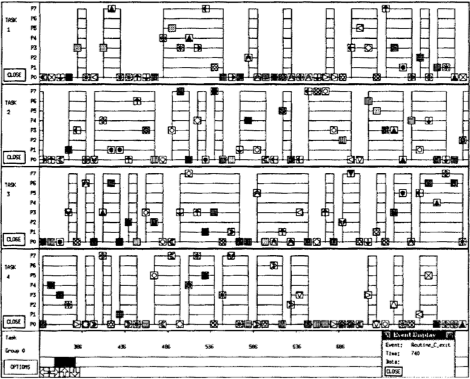 TASK
1
P7
P6
P5
P4
P3
P2
P1
P0
CLOSE
TASK
2
P7
P6
P5
P4
P3
P2
P1
P0
CLOSE
TASK
3
P7
P6
P5
P4
P3
P2
P1
P0
CLOSE
TASK
4
P7
P6
P5
P4
P3
P2
P1
P0
CLOSE
Task
Group 0
OPTIONS
386
436
486
536
586
636
686
Event Display
Event: Routine_C_exit
Time: 740
Data:
CLOSE